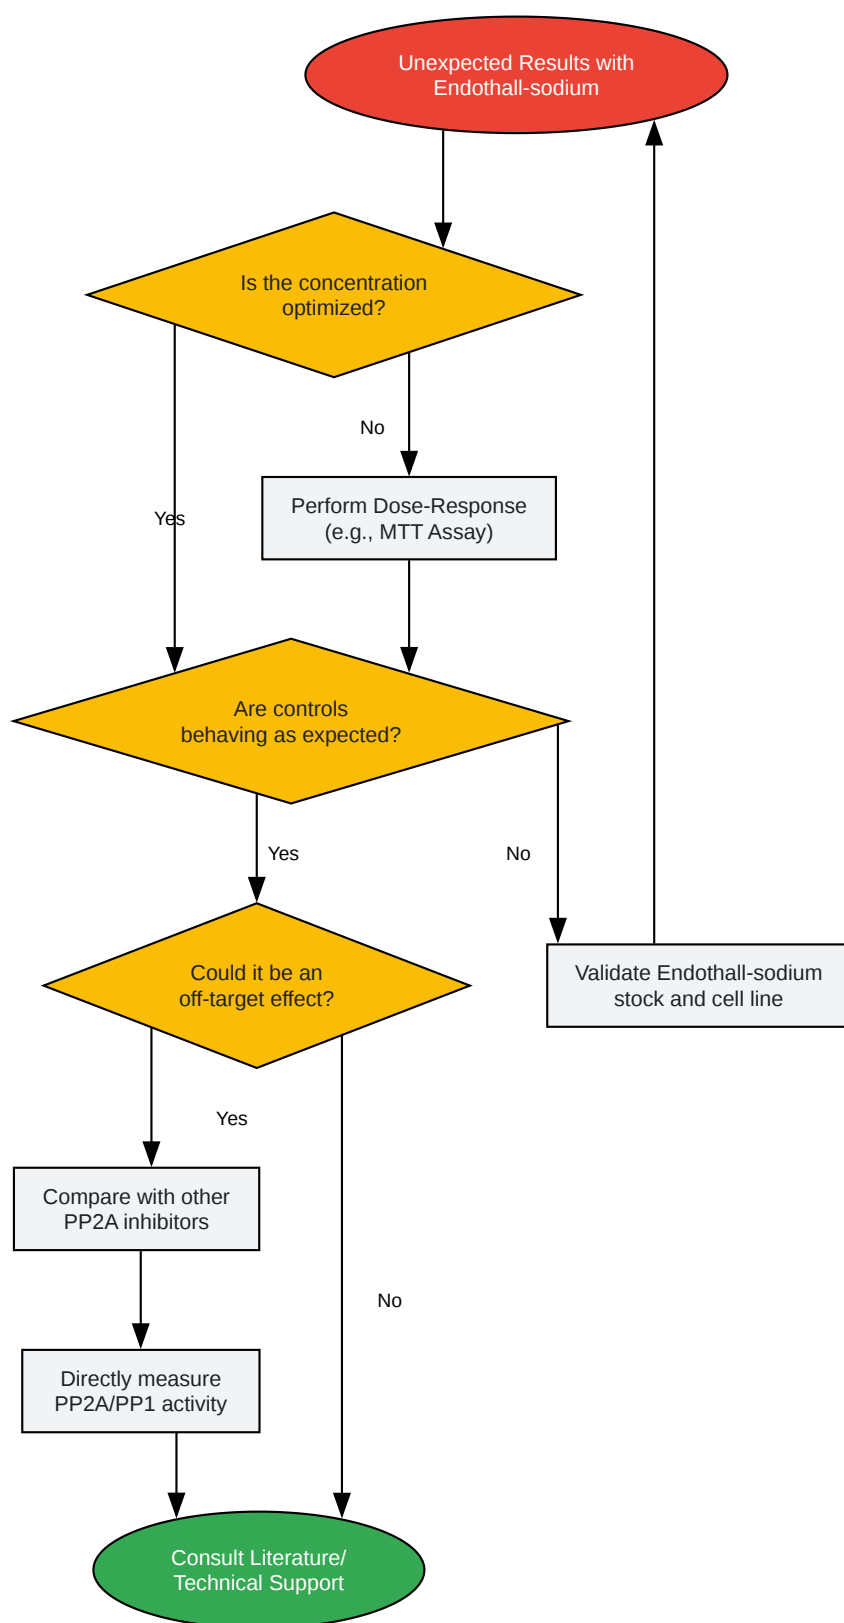 Unexpected Results with
Endothall-sodium
Is the concentration
optimized?
No
Perform Dose-Response
(e.g., MTT Assay)
Yes
Are controls
behaving as expected?
Yes
No
Could it be an
off-target effect?
Validate Endothall-sodium
stock and cell line
Yes
Compare with other
PP2A inhibitors
No
Directly measure
PP2A/PP1 activity
Consult Literature/
Technical Support